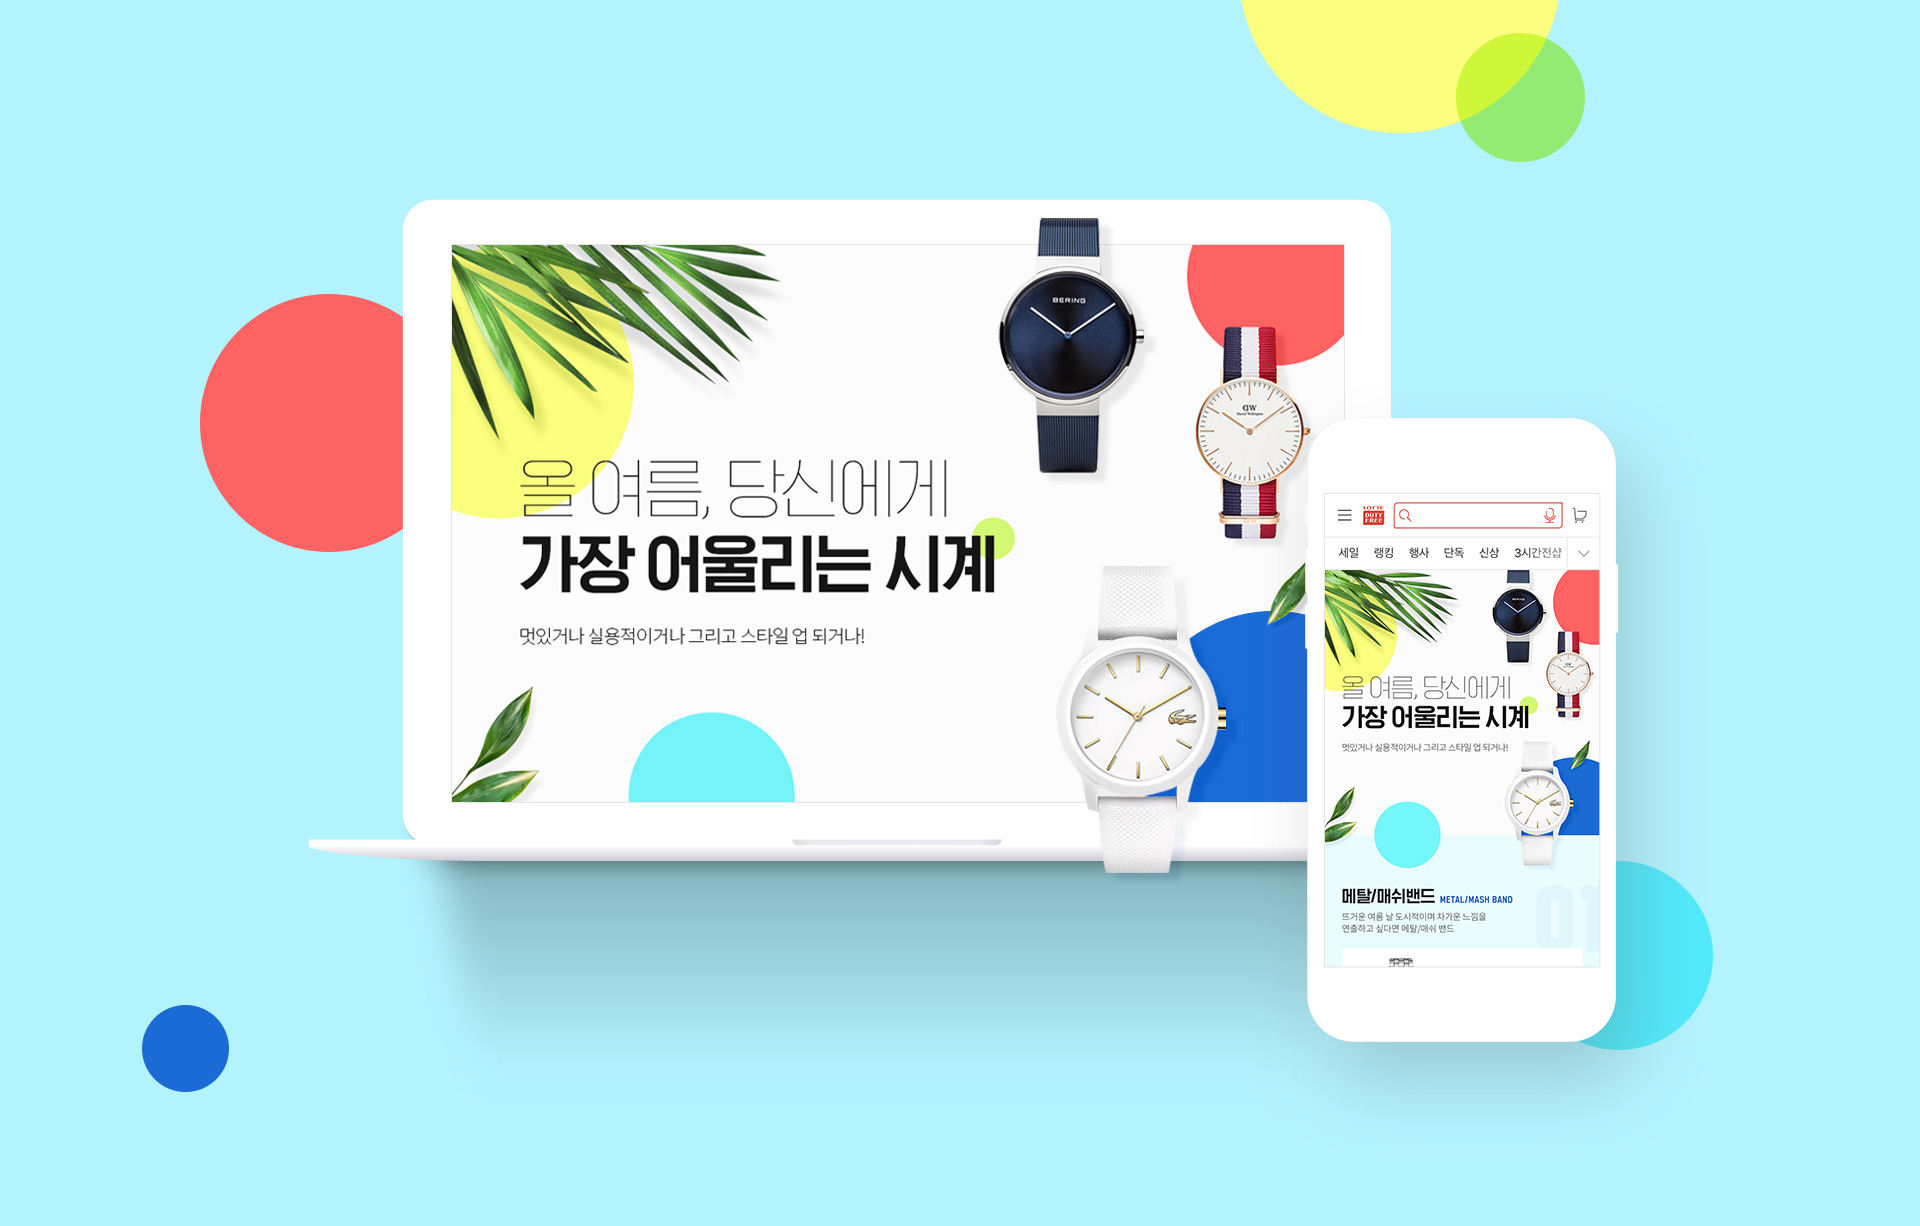 BERING
DW
Daniel Wellington
올 여름, 당신에게
가장 어울리는 시계
멋있거나 실용적이거나 그리고 스타일 업 되거나!
LOTTE
DUTY
FREE
세일 랭킹 행사 단독 신상 3시간전샵
BERING
올 여름, 당신에게
가장 어울리는 시계
멋있거나 실용적이거나 그리고 스타일 업 되거나!
01
메탈/매쉬밴드 METAL/MASH BAND
뜨거운 여름 날 도시적이며 차가운 느낌을
연출하고 싶다면 메탈/매쉬 밴드